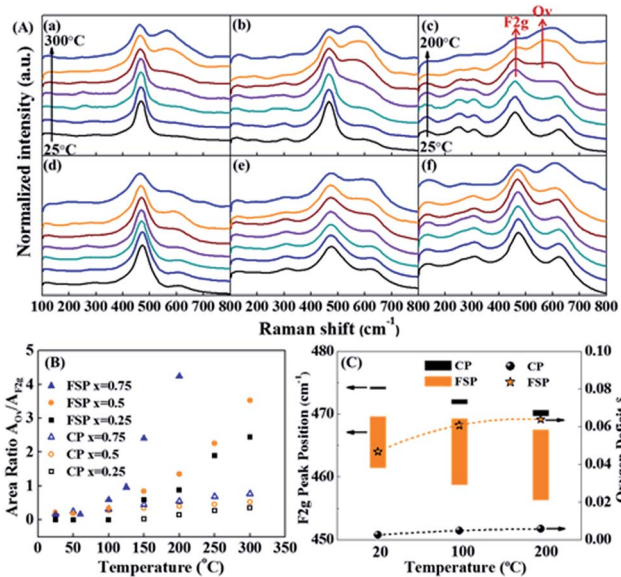 (A)
(a)
(b)
(c)
Ov
F2g
300°C
25°C
200°C
25°C
(d)
(e)
(f)
Normalized intensity (a.u.)
100 200 300 400 500 600 700
100 200 300 400 500 600 700
100 200 300 400 500 600 700 800
Raman shift (cm-1)
(B)
FSP x=0.75
FSP x=0.5
FSP x=0.25
CP x=0.75
CP x=0.5
CP x=0.25
Area Ratio AOv/AF2g
5
4
3
2
1
0
0 50 100 150 200 250 300 350
Temperature (°C)
(C)
CP
FSP
CP
FSP
F2g Peak Position (cm-1)
480
470
460
450
20 100 200
Temperature (°C)
0.10
0.08
0.06
0.04
0.02
0.00
Oxygen Deficit